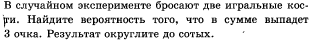 В случайном эксперименте бросают две игральные кос-
ти. Найдите вероятность того, что в сумме выпадет
3 очка. Результат округлите до сотых.